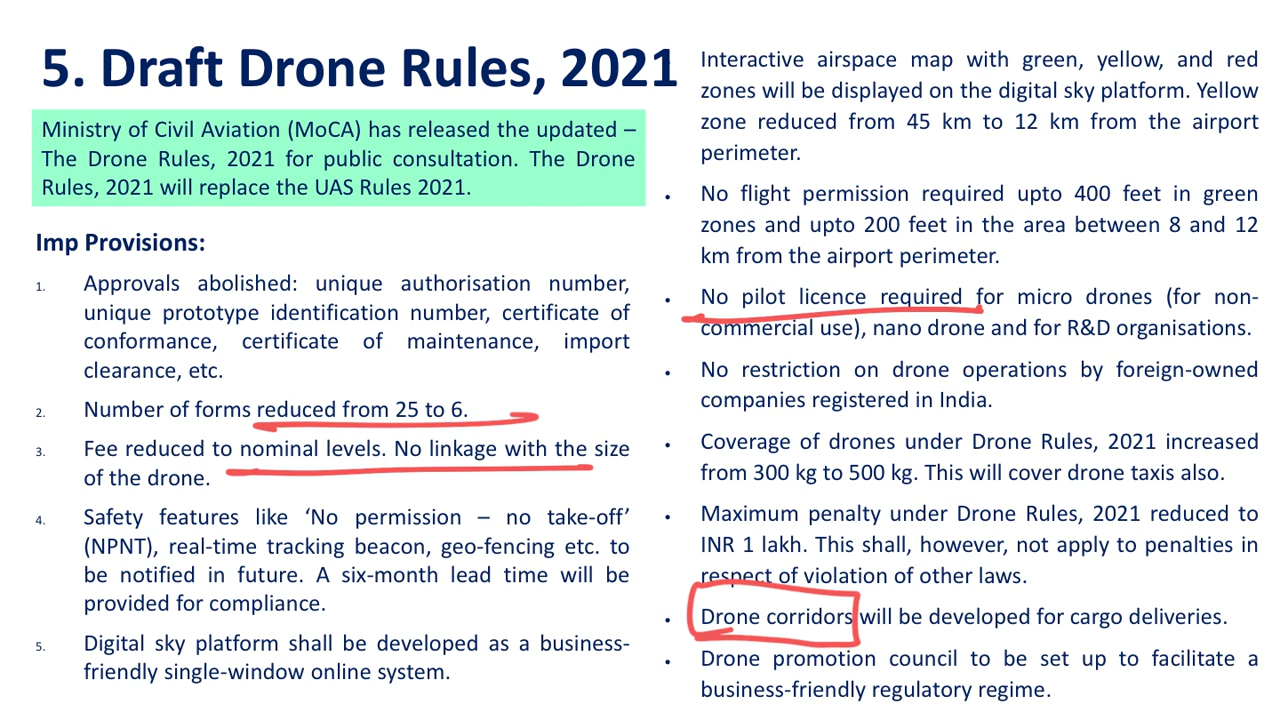 5. Draft Drone Rules, 2021
Ministry of Civil Aviation (MoCA) has released the updated –
The Drone Rules, 2021 for public consultation. The Drone
Rules, 2021 will replace the UAS Rules 2021.
Imp Provisions:
1. Approvals abolished: unique authorisation number,
unique prototype identification number, certificate of
conformance, certificate of maintenance, import
clearance, etc.
2. Number of forms reduced from 25 to 6.
3. Fee reduced to nominal levels. No linkage with the size
of the drone.
4. Safety features like ‘No permission – no take-off’
(NPNT), real-time tracking beacon, geo-fencing etc. to
be notified in future. A six-month lead time will be
provided for compliance.
5. Digital sky platform shall be developed as a business-
friendly single-window online system.
Interactive airspace map with green, yellow, and red
zones will be displayed on the digital sky platform. Yellow
zone reduced from 45 km to 12 km from the airport
perimeter.
• No flight permission required upto 400 feet in green
zones and upto 200 feet in the area between 8 and 12
km from the airport perimeter.
• No pilot licence required for micro drones (for non-
commercial use), nano drone and for R&D organisations.
• No restriction on drone operations by foreign-owned
companies registered in India.
• Coverage of drones under Drone Rules, 2021 increased
from 300 kg to 500 kg. This will cover drone taxis also.
• Maximum penalty under Drone Rules, 2021 reduced to
INR 1 lakh. This shall, however, not apply to penalties in
respect of violation of other laws.
• Drone corridors will be developed for cargo deliveries.
• Drone promotion council to be set up to facilitate a
business-friendly regulatory regime.